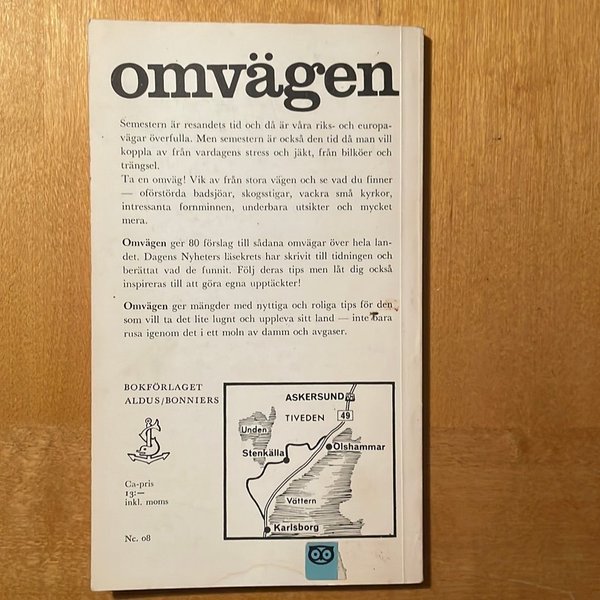 omvägen
Semestern är resandets tid och då är våra riks- och europa-
vägar överfulla. Men semestern är också den tid då man vill
koppla av från vardagens stress och jäkt, från bilköer och
trängsel.
Ta en omväg! Vik av från stora vägen och se vad du finner
— oförstörda badsjöar, skogsstigar, vackra små kyrkor,
intressanta fornminnen, underbara utsikter och mycket
mera.
Omvägen ger 80 förslag till sådana omvägar över hela lan-
det. Dagens Nyheters läsekrets har skrivit till tidningen och
berättat vad de funnit. Följ deras tips men låt dig också
inspireras till att göra egna upptäckter!
Omvägen ger mängder med nyttiga och roliga tips för den
som vill ta det lite lugnt och uppleva sitt land — inte bara
rusa igenom det i ett moln av damm och avgaser.
BOKFÖRLAGET
ALDUS/BONNIERS
Ca-pris
13:—
inkl. moms
Nc. 08
ASKERSUND
TIVEDEN
49
Unden
Olshammar
Stenkälla
Vättern
Karlsborg